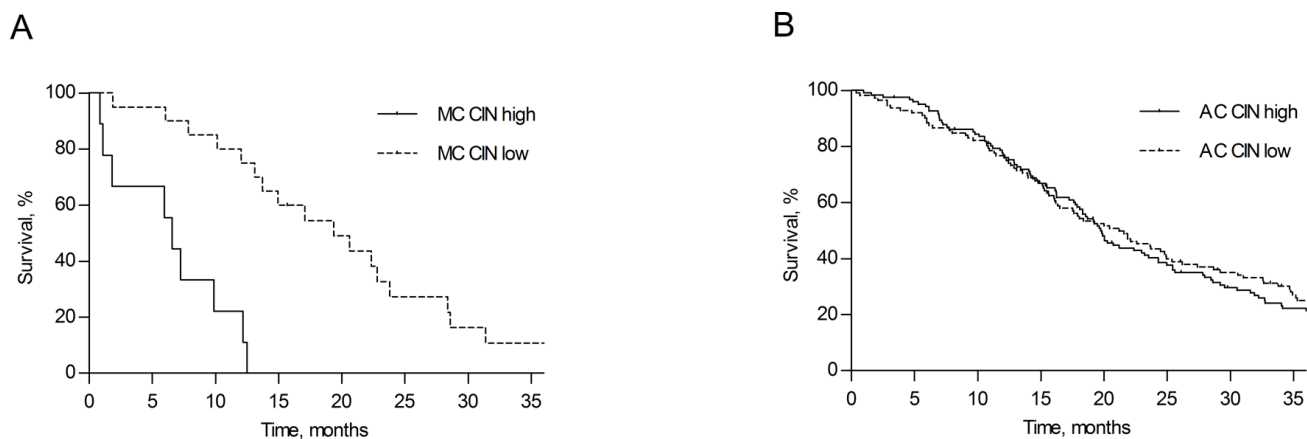 A
100
80
60
40
20
0
Survival, %
MC CIN high
MC CIN low
0 5 10 15 20 25 30 35
Time, months
B
100
80
60
40
20
0
Survival, %
AC CIN high
AC CIN low
0 5 10 15 20 25 30 35
Time, months